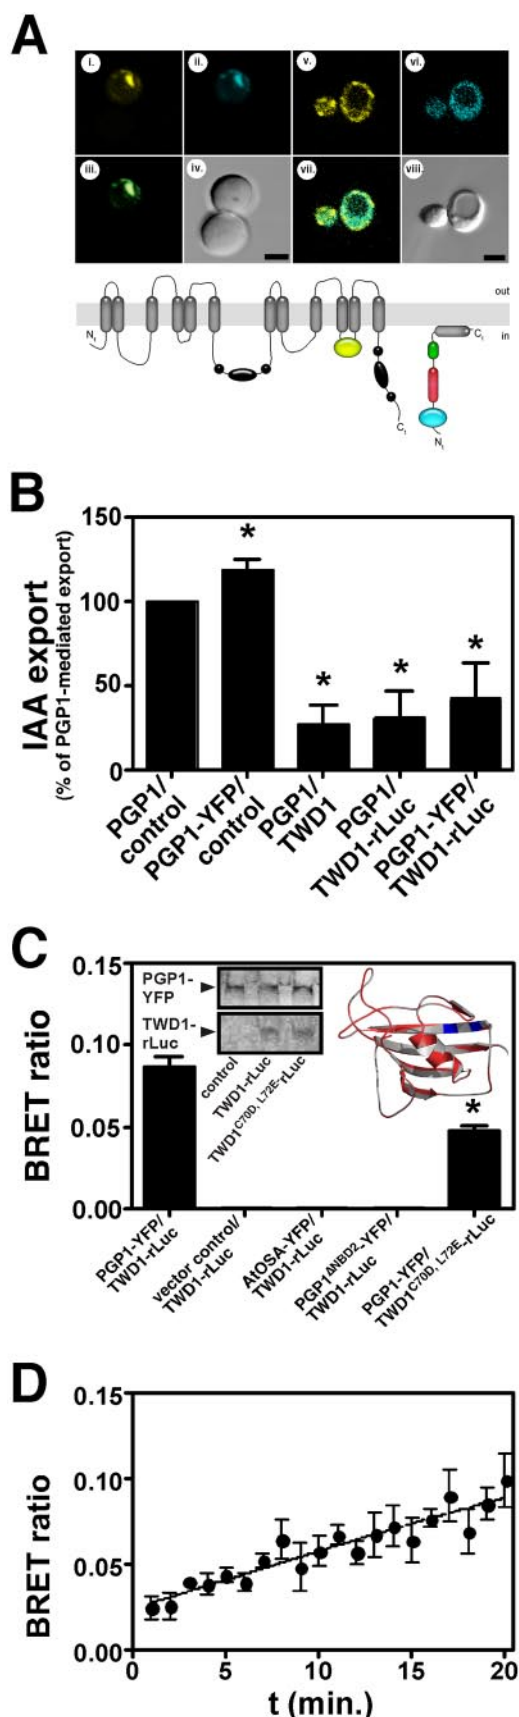 A
i.
ii.
v.
vi.
iii.
iv.
vii.
viii.
out
in
Nt
Ct
Ct
Nt
B
IAA export
(% of PGP1-mediated export)
150
100
50
0
*
*
*
*
PGP1/
control
PGP1-YFP/
control
PGP1/
TWD1
PGP1/
TWD1-rLuc
PGP1-YFP/
TWD1-rLuc
C
BRET ratio
0.15
0.10
0.05
0.00
PGP1-
YFP
TWD1-
rLuc
control
TWD1-rLuc
TWD1C70D, L72E-rLuc
*
PGP1-YFP/
TWD1-rLuc
vector control/
TWD1-rLuc
AtOSA-YFP/
TWD1-rLuc
PGP1ΔNBD2-YFP/
TWD1-rLuc
PGP1-YFP/
TWD1C70D, L72E-rLuc
D
BRET ratio
0.15
0.10
0.05
0.00
0 5 10 15 20
t (min.)